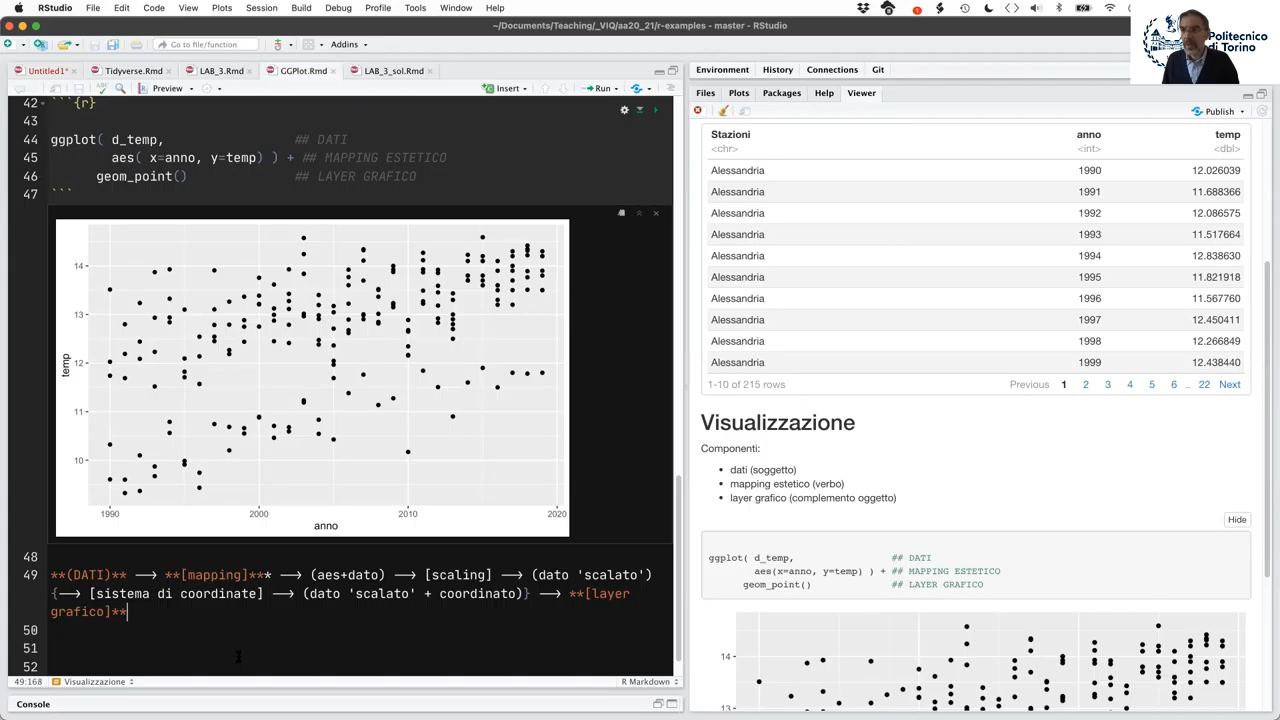 RStudio File Edit Code View Plots Session Build Debug Profile Tools Window Help
~/Documents/Teaching/_VIQ/aa20_21/r-examples - master - RStudio
Go to file/function Addins
Politecnico
di Torino
Untitled1* Tidyverse.Rmd LAB_3.Rmd GGPlot.Rmd LAB_3_sol.Rmd
Preview Insert Run
42 ```{r}
43
44 ggplot( d_temp, ## DATI
45 aes( x=anno, y=temp) ) + ## MAPPING ESTETICO
46 geom_point() ## LAYER GRAFICO
47 ```
14
13
12
11
10
temp
1990 2000 2010 2020
anno
48
49 **(DATI)** --> **[mapping]*** --> (aes+dato) --> [scaling] --> (dato 'scalato')
{--> [sistema di coordinate] --> (dato 'scalato' + coordinato)} --> **[layer
grafico]**
50
51
52
49:168 Visualizzazione R Markdown
Console
Environment History Connections Git
Files Plots Packages Help Viewer
Publish
Stazioni anno temp
<chr> <int> <dbl>
Alessandria 1990 12.026039
Alessandria 1991 11.688366
Alessandria 1992 12.086575
Alessandria 1993 11.517664
Alessandria 1994 12.838630
Alessandria 1995 11.821918
Alessandria 1996 11.567760
Alessandria 1997 12.450411
Alessandria 1998 12.266849
Alessandria 1999 12.438440
1-10 of 215 rows Previous 1 2 3 4 5 6 ... 22 Next
Visualizzazione
Componenti:
• dati (soggetto)
• mapping estetico (verbo)
• layer grafico (complemento oggetto)
Hide
ggplot( d_temp, ## DATI
aes(x=anno, y=temp) ) + ## MAPPING ESTETICO
geom_point() ## LAYER GRAFICO
14
13